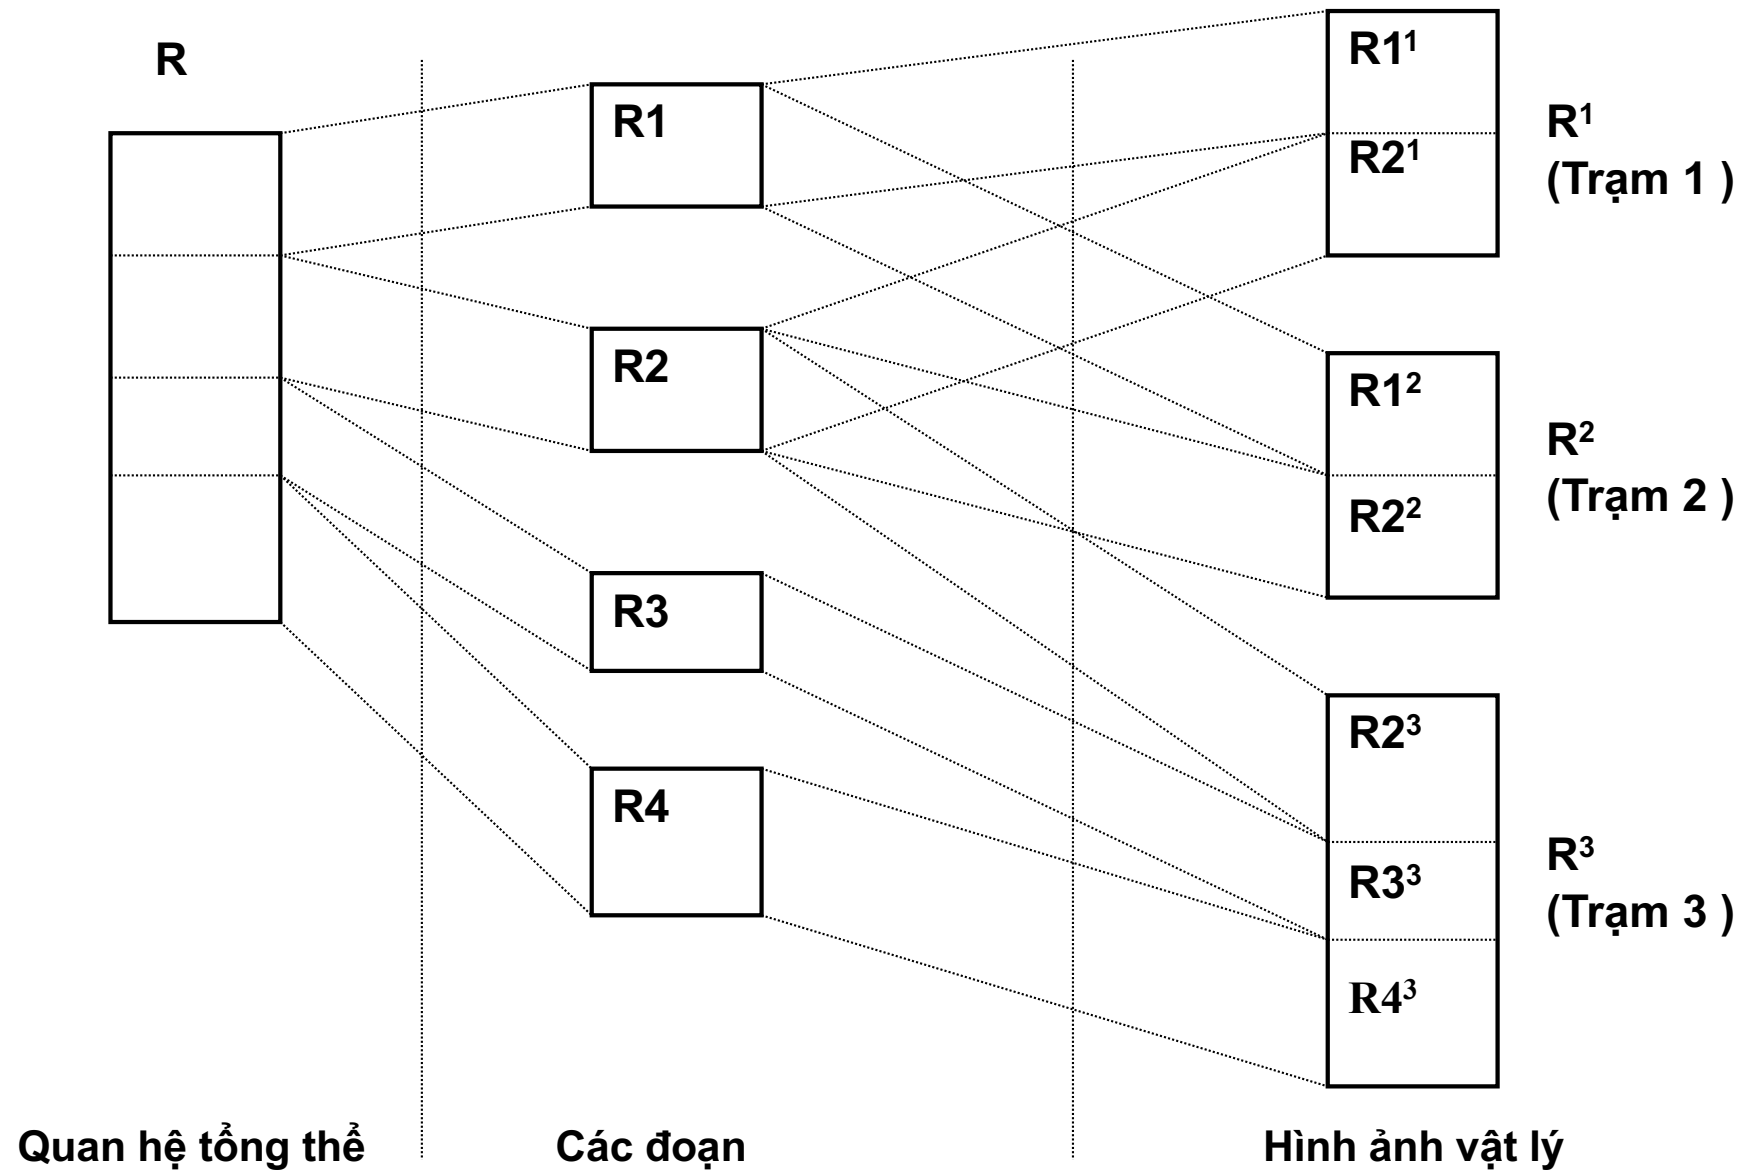 R
R1
R2
R3
R4
R1¹
R2¹
R¹
(Trạm 1 )
R1²
R2²
R²
(Trạm 2 )
R2³
R3³
R4³
R³
(Trạm 3 )
Quan hệ tổng thể
Các đoạn
Hình ảnh vật lý